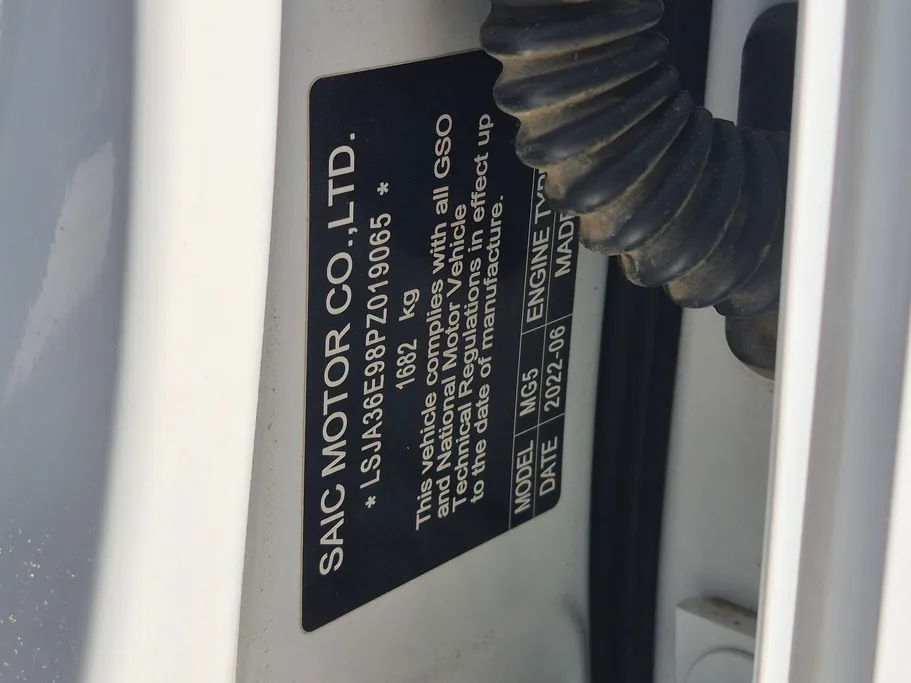 SAIC MOTOR CO.,LTD.
* LSJA36E98PZ019065 *
1682 kg
This vehicle complies with all GSO
and National Motor Vehicle
Technical Regulations in effect up
to the date of manufacture.
MODEL MG5 ENGINE
DATE 2022-06